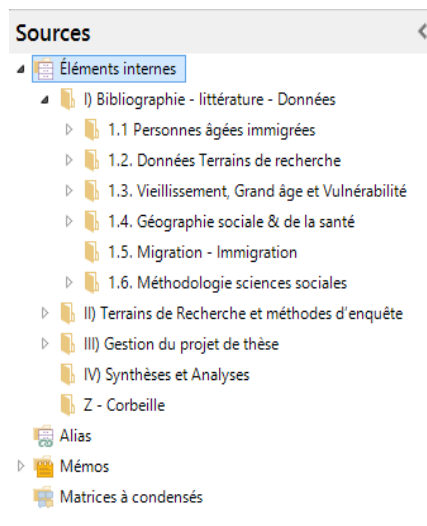 Sources
Éléments internes
I) Bibliographie - littérature - Données
1.1 Personnes âgées immigrées
1.2. Données Terrains de recherche
1.3. Vieillissement, Grand âge et Vulnérabilité
1.4. Géographie sociale & de la santé
1.5. Migration - Immigration
1.6. Méthodologie sciences sociales
II) Terrains de Recherche et méthodes d'enquête
III) Gestion du projet de thèse
IV) Synthèses et Analyses
Z - Corbeille
Alias
Mémos
Matrices à condensés